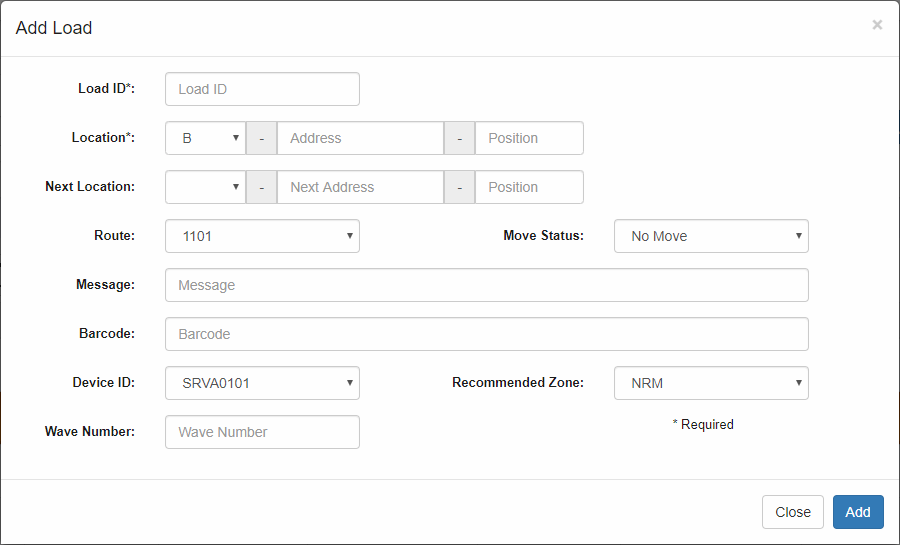 Add Load ×
Load ID*: Load ID
Location*: B - Address - Position
Next Location: - Next Address - Position
Route: 1101 Move Status: No Move
Message: Message
Barcode: Barcode
Device ID: SRVA0101 Recommended Zone: NRM
Wave Number: Wave Number * Required
Close Add